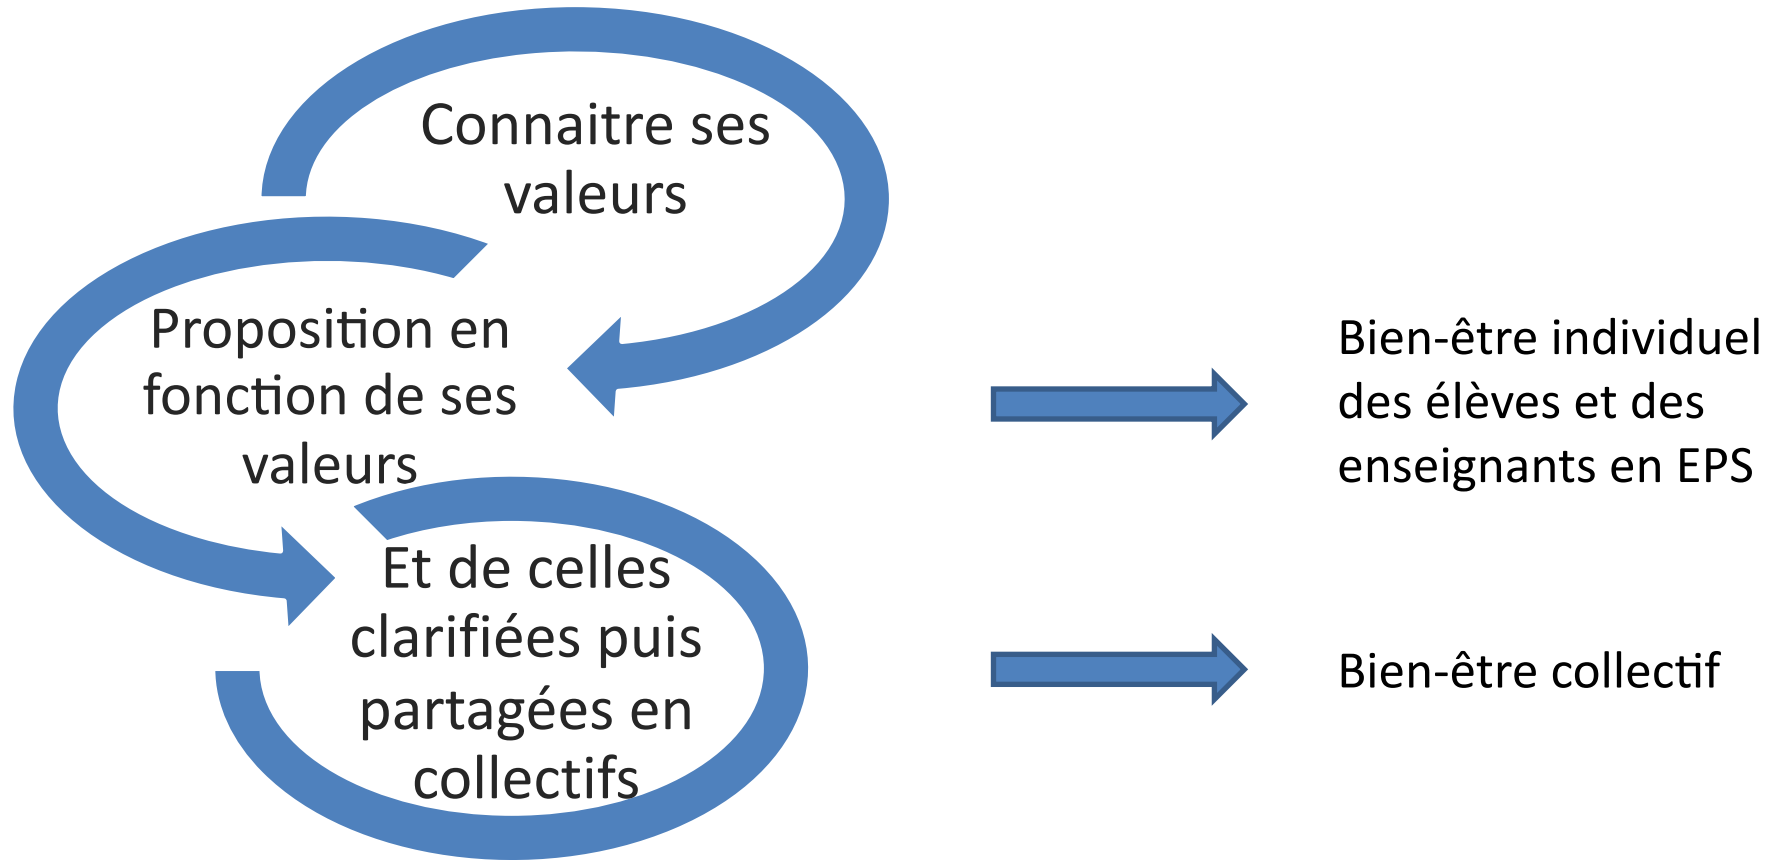 Connaitre ses
valeurs
Proposition en
fonction de ses
valeurs
Et de celles
clarifiées puis
partagées en
collectifs
Bien-être individuel
des élèves et des
enseignants en EPS
Bien-être collectif